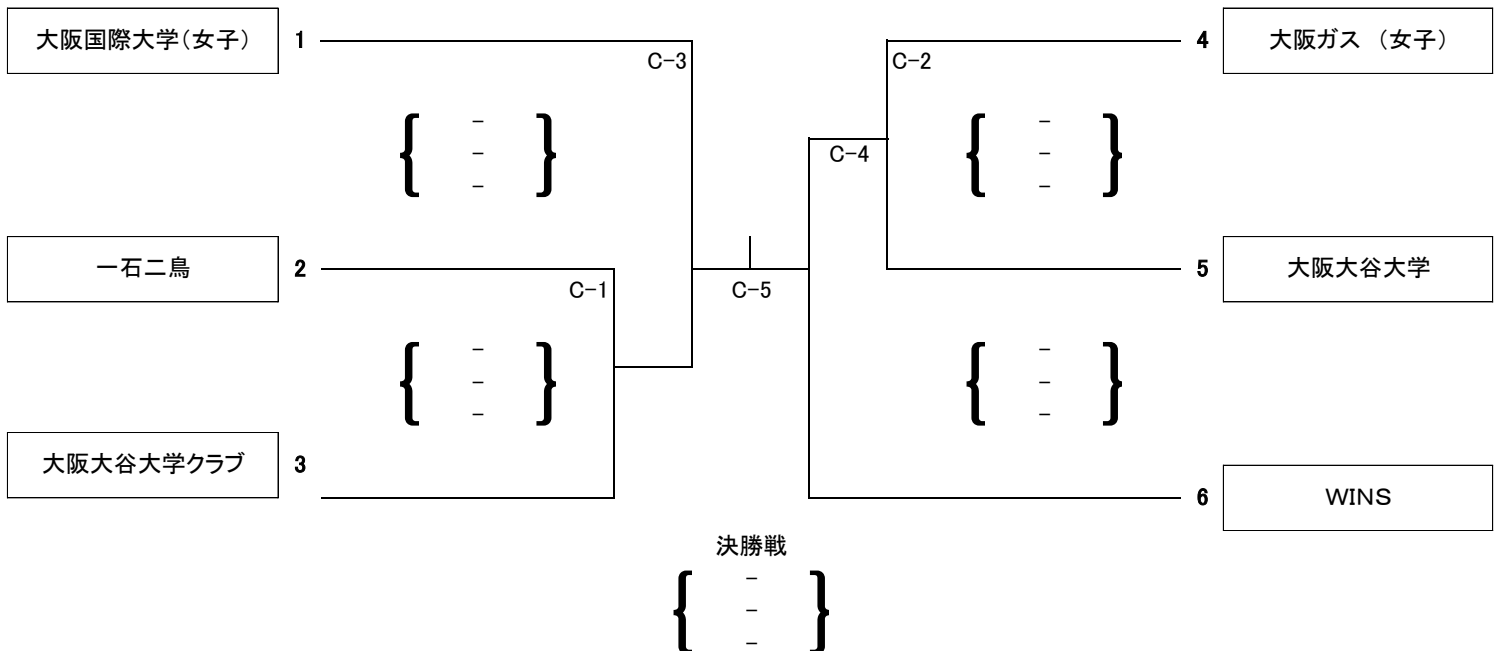 大阪国際大学(女子) 1
C-3
C-2
4 大阪ガス (女子)
{ - }
-
-
{ - }
-
-
C-4
一石二鳥 2
C-1
C-5
5 大阪大谷大学
{ - }
-
-
{ - }
-
-
大阪大谷大学クラブ 3
6 WINS
決勝戦
{ - }
-
-